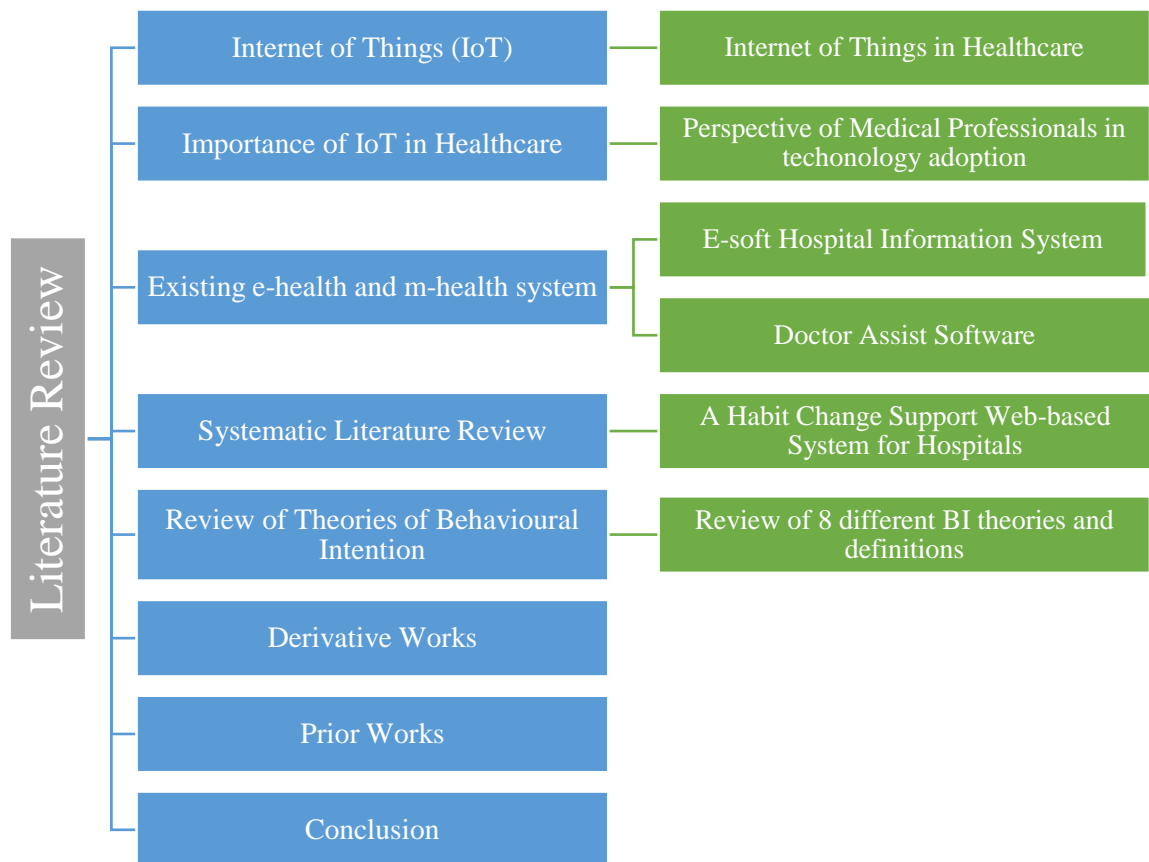 Literature Review
Internet of Things (IoT)
Internet of Things in Healthcare
Importance of IoT in Healthcare
Perspective of Medical Professionals in
techonology adoption
Existing e-health and m-health system
E-soft Hospital Information System
Doctor Assist Software
Systematic Literature Review
A Habit Change Support Web-based
System for Hospitals
Review of Theories of Behavioural
Intention
Review of 8 different BI theories and
definitions
Derivative Works
Prior Works
Conclusion